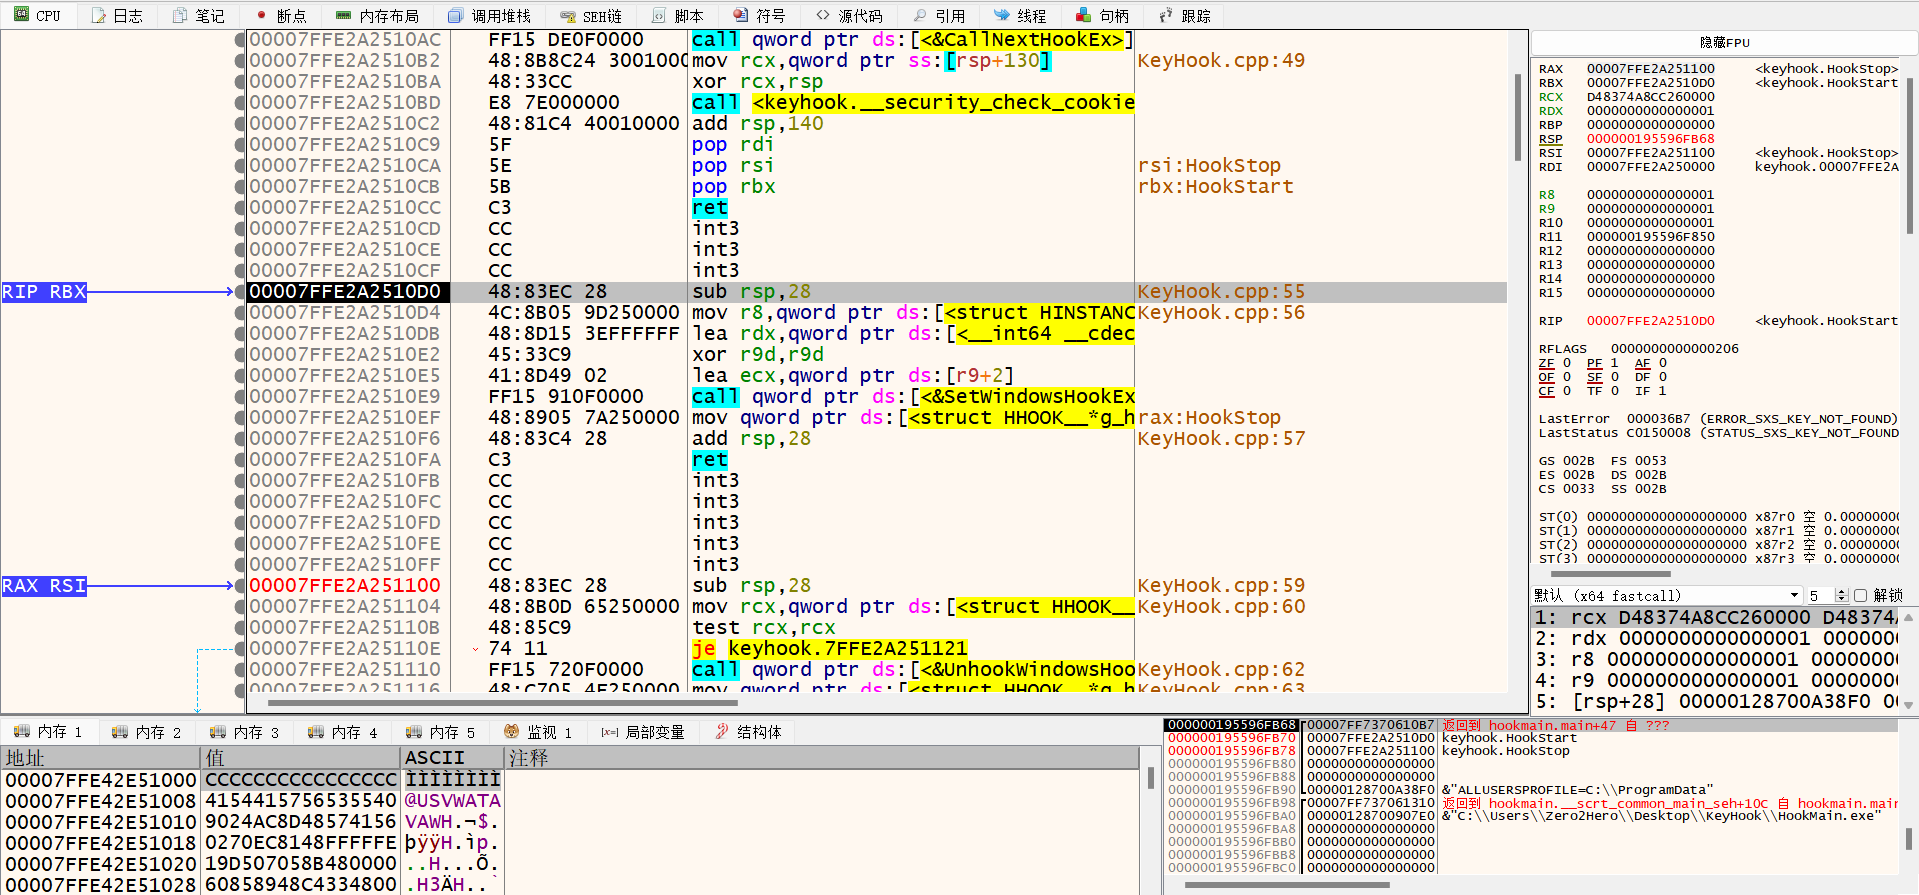 CPU 日志 笔记 断点 内存布局 调用堆栈 SEH链 脚本 符号 源代码 引用 线程 句柄 跟踪
00007FFE2A2510AC FF15 DE0F0000 call qword ptr ds:[<&CallNextHookEx>]
00007FFE2A2510B2 48:8B8C24 3001000 mov rcx,qword ptr ss:[rsp+130] KeyHook.cpp:49
00007FFE2A2510BA 48:33CC xor rcx,rsp
00007FFE2A2510BD E8 7E000000 call <keyhook.__security_check_cookie
00007FFE2A2510C2 48:81C4 40010000 add rsp,140
00007FFE2A2510C9 5F pop rdi
00007FFE2A2510CA 5E pop rsi rsi:HookStop
00007FFE2A2510CB 5B pop rbx rbx:HookStart
00007FFE2A2510CC C3 ret
00007FFE2A2510CD CC int3
00007FFE2A2510CE CC int3
00007FFE2A2510CF CC int3
RIP RBX 00007FFE2A2510D0 48:83EC 28 sub rsp,28 KeyHook.cpp:55
00007FFE2A2510D4 4C:8B05 9D250000 mov r8,qword ptr ds:[<struct HINSTANC KeyHook.cpp:56
00007FFE2A2510DB 48:8D15 3EFFFFFF lea rdx,qword ptr ds:[<__int64 __cdec
00007FFE2A2510E2 45:33C9 xor r9d,r9d
00007FFE2A2510E5 41:8D49 02 lea ecx,qword ptr ds:[r9+2]
00007FFE2A2510E9 FF15 910F0000 call qword ptr ds:[<&SetWindowsHookEx
00007FFE2A2510EF 48:8905 7A250000 mov qword ptr ds:[<struct HHOOK__*g_h rax:HookStop
00007FFE2A2510F6 48:83C4 28 add rsp,28 KeyHook.cpp:57
00007FFE2A2510FA C3 ret
00007FFE2A2510FB CC int3
00007FFE2A2510FC CC int3
00007FFE2A2510FD CC int3
00007FFE2A2510FE CC int3
00007FFE2A2510FF CC int3
RAX RSI 00007FFE2A251100 48:83EC 28 sub rsp,28 KeyHook.cpp:59
00007FFE2A251104 48:8B0D 65250000 mov rcx,qword ptr ds:[<struct HHOOK__ KeyHook.cpp:60
00007FFE2A25110B 48:85C9 test rcx,rcx
00007FFE2A25110E 74 11 je keyhook.7FFE2A251121
00007FFE2A251110 FF15 720F0000 call qword ptr ds:[<&UnhookWindowsHoo KeyHook.cpp:62
00007FFE2A251116 48:C705 4F250000 mov qword ptr ds:[<struct HHOOK__*g_h KeyHook.cpp:63
隐藏FPU
RAX 00007FFE2A251100 <keyhook.HookStop>
RBX 00007FFE2A2510D0 <keyhook.HookStart
RCX D48374A8CC260000
RDX 0000000000000001
RBP 0000000000000000
RSP 000000195596FB68
RSI 00007FFE2A251100 <keyhook.HookStop>
RDI 00007FFE2A250000 keyhook.00007FFE2A
R8 0000000000000001
R9 0000000000000001
R10 0000000000000001
R11 000000195596F850
R12 0000000000000000
R13 0000000000000000
R14 0000000000000000
R15 0000000000000000
RIP 00007FFE2A2510D0 <keyhook.HookStart
RFLAGS 0000000000000206
ZF 0 PF 1 AF 0
OF 0 SF 0 DF 0
CF 0 TF 0 IF 1
LastError 000036B7 (ERROR_SXS_KEY_NOT_FOUND)
LastStatus C0150008 (STATUS_SXS_KEY_NOT_FOUND
GS 002B FS 0053
ES 002B DS 002B
CS 0033 SS 002B
ST(0) 00000000000000000000 x87r0 空 0.00000000
ST(1) 00000000000000000000 x87r1 空 0.00000000
ST(2) 00000000000000000000 x87r2 空 0.00000000
ST(3) 00000000000000000000 x87r3 空 0.00000000
默认 (x64 fastcall) 5 解锁
1: rcx D48374A8CC260000 D48374A
2: rdx 0000000000000001 0000000
3: r8 0000000000000001 00000000
4: r9 0000000000000001 00000000
5: [rsp+28] 00000128700A38F0 00
内存 1 内存 2 内存 3 内存 4 内存 5 监视 1 局部变量 结构体
地址 值 ASCII 注释
00007FFE42E51000 CCCCCCCCCCCCCCCC ÌÌÌÌÌÌÌÌ
00007FFE42E51008 4154415756535540 @USVWATA
00007FFE42E51010 9024AC8D48574156 VAWH.¬$.
00007FFE42E51018 0270EC8148FFFFFE þÿÿH.ìp.
00007FFE42E51020 19D507058B480000 ..H...Õ.
00007FFE42E51028 60858948C4334800 .H3ÄH..`
000000195596FB68 00007FF7370610B7 返回到 hookmain.main+47 自 ???
000000195596FB70 00007FFE2A2510D0 keyhook.HookStart
000000195596FB78 00007FFE2A251100 keyhook.HookStop
000000195596FB80 0000000000000000
000000195596FB88 0000000000000000
000000195596FB90 00000128700A38F0 &"ALLUSERSPROFILE=C:\\ProgramData"
000000195596FB98 00007FF737061310 返回到 hookmain.__scrt_common_main_seh+10C 自 hookmain.main
000000195596FBA0 00000128700907E0 &"C:\\Users\\Zero2Hero\\Desktop\\KeyHook\\HookMain.exe"
000000195596FBA8 0000000000000000
000000195596FBB0 0000000000000000
000000195596FBB8 0000000000000000
000000195596FBC0 0000000000000000